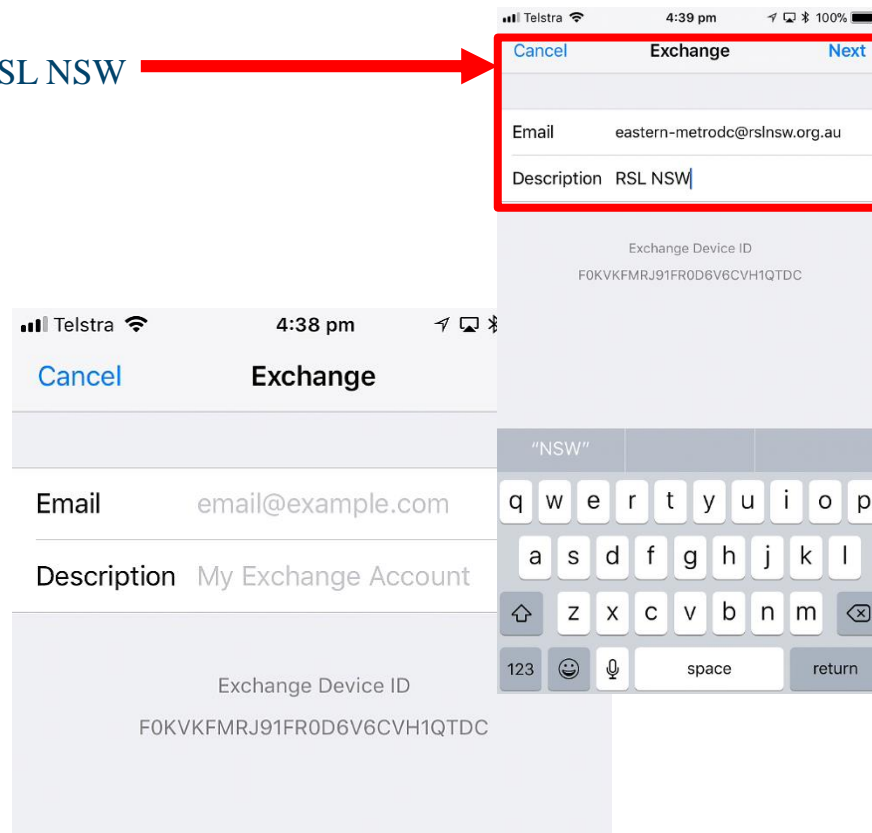 SL NSW
Telstra 4:39 pm 100%
Cancel Exchange Next
Email eastern-metrodc@rslnsw.org.au
Description RSL NSW
Exchange Device ID
F0KVKFMRJ91FR0D6V6CVH1QTDC
“NSW”
q w e r t y u i o p
a s d f g h j k l
z x c v b n m
123 space return
Telstra 4:38 pm
Cancel Exchange
Email email@example.com
Description My Exchange Account
Exchange Device ID
F0KVKFMRJ91FR0D6V6CVH1QTDC